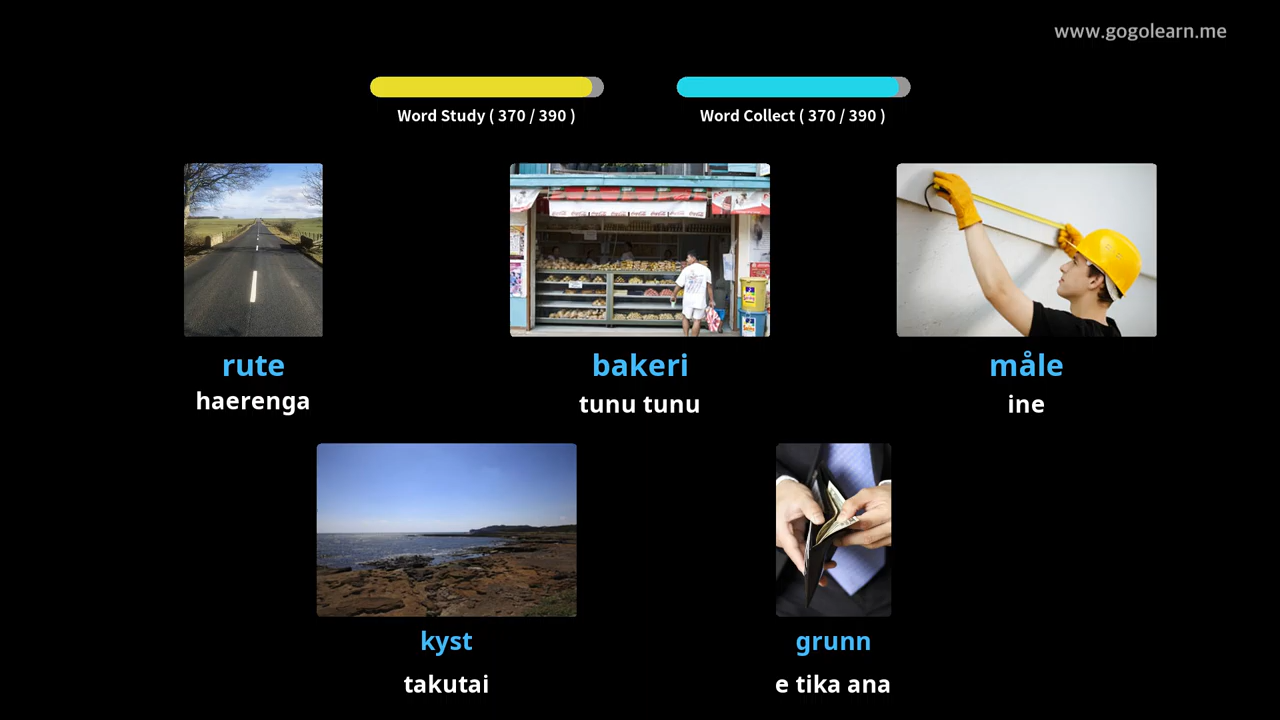 www.gogolearn.me
Word Study ( 370 / 390 )
Word Collect ( 370 / 390 )
rute
haerenga
bakeri
tunu tunu
måle
ine
kyst
takutai
grunn
e tika ana